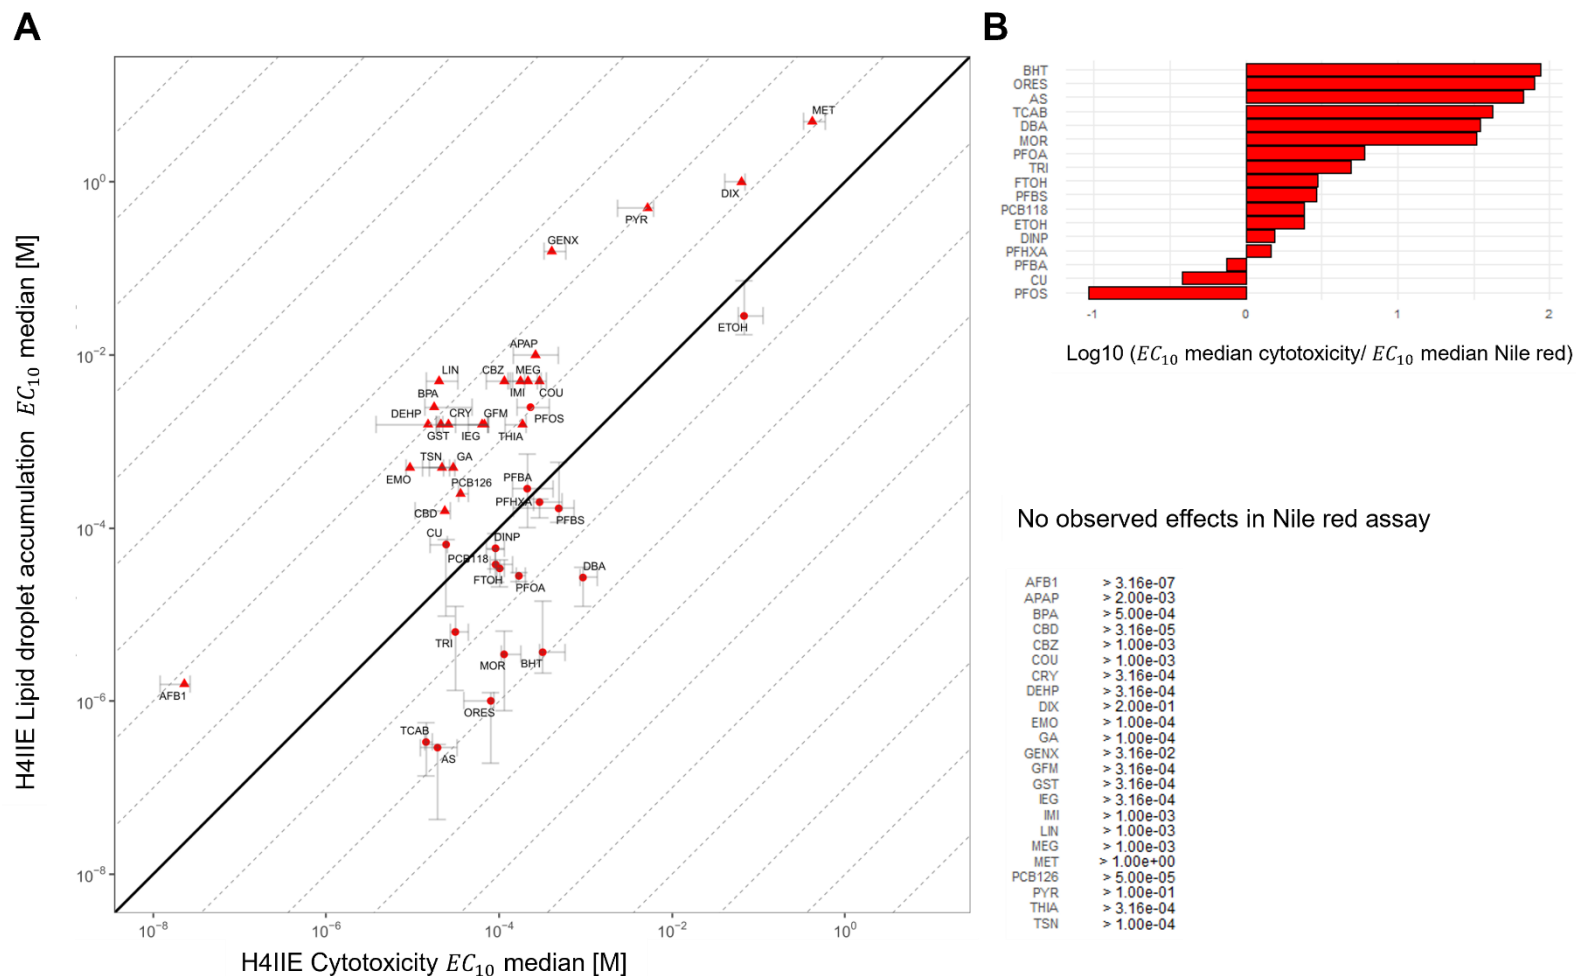 A
H4IIE Lipid droplet accumulation EC10 median [M]
10^0
10^-2
10^-4
10^-6
10^-8
MET
DIX
PYR
GENX
ETOH
APAP
LIN
CBZ
MEG
BPA
IMI
COU
DEHP
CRY
GFM
PFOS
GST
IEG
THIA
TSN
GA
EMO
PCB126
PFBA
PFHXA
CBD
PFBS
CU
DINP
PCB118
DBA
FTOH
PFOA
TRI
MOR
BHT
AFB1
ORES
TCAB
AS
10^-8
10^-6
10^-4
10^-2
10^0
H4IIE Cytotoxicity EC10 median [M]
B
BHT
ORES
AS
TCAB
DBA
MOR
PFOA
TRI
FTOH
PFBS
PCB118
ETOH
DINP
PFHXA
PFBA
CU
PFOS
-1 0 1 2
Log10 (EC10 median cytotoxicity/ EC10 median Nile red)
No observed effects in Nile red assay
AFB1 > 3.16e-07
APAP > 2.00e-03
BPA > 5.00e-04
CBD > 3.16e-05
CBZ > 1.00e-03
COU > 1.00e-03
CRY > 3.16e-04
DEHP > 3.16e-04
DIX > 2.00e-01
EMO > 1.00e-04
GA > 1.00e-04
GENX > 3.16e-02
GFM > 3.16e-04
GST > 3.16e-04
IEG > 3.16e-04
IMI > 1.00e-03
LIN > 1.00e-03
MEG > 1.00e-03
MET > 1.00e+00
PCB126 > 5.00e-05
PYR > 1.00e-01
THIA > 3.16e-04
TSN > 1.00e-04